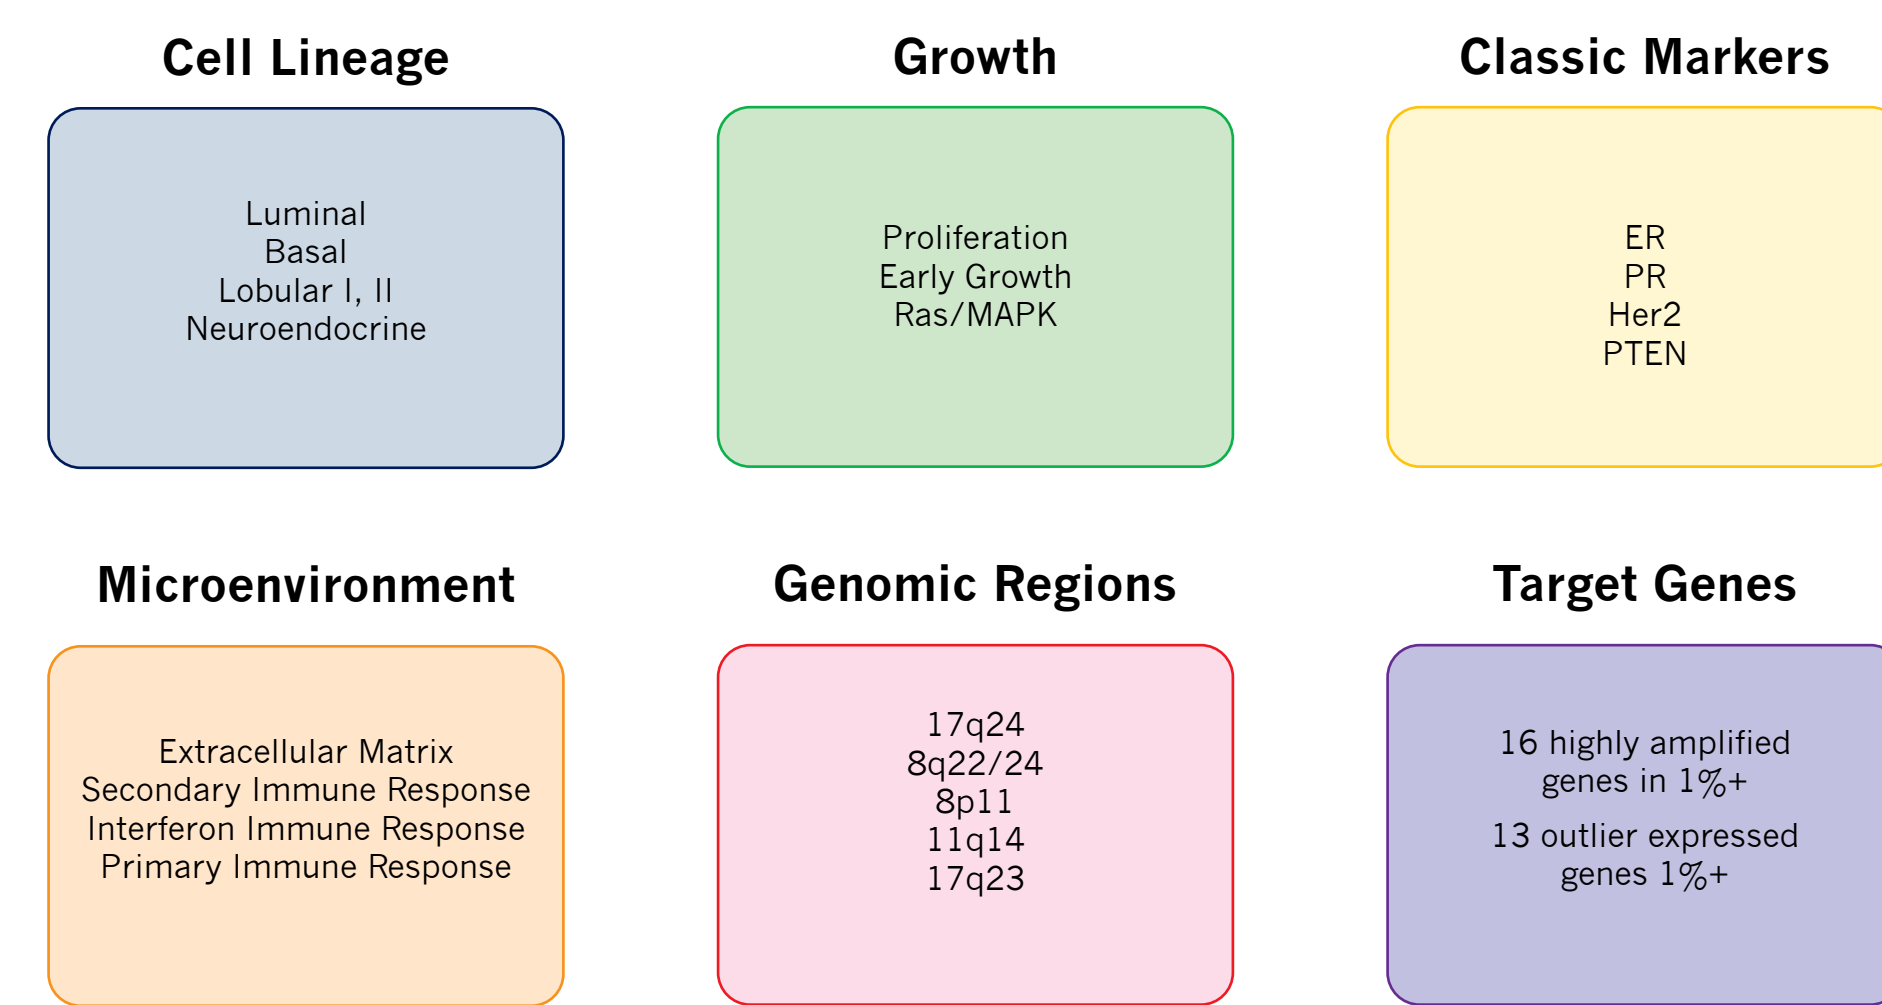 Cell Lineage
Luminal
Basal
Lobular I, II
Neuroendocrine
Growth
Proliferation
Early Growth
Ras/MAPK
Classic Markers
ER
PR
Her2
PTEN
Microenvironment
Extracellular Matrix
Secondary Immune Response
Interferon Immune Response
Primary Immune Response
Genomic Regions
17q24
8q22/24
8p11
11q14
17q23
Target Genes
16 highly amplified
genes in 1%+
13 outlier expressed
genes 1%+